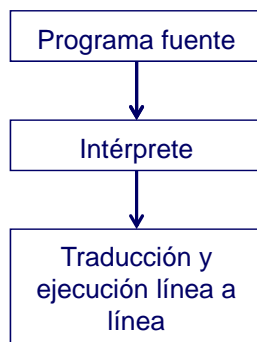 Programa fuente
Intérprete
Traducción y
ejecución línea a
línea